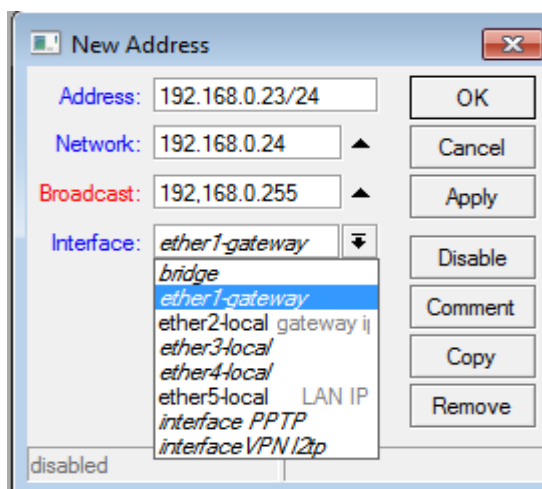 New Address
Address: 192.168.0.23/24 OK
Network: 192.168.0.24 Cancel
Broadcast: 192,168.0.255 Apply
Interface: ether1-gateway Disable
bridge
ether1-gateway
ether2-local gateway ip
ether3-local
ether4-local
ether5-local LAN IP
interface PPTP
interfaceVPN l2tp
Comment
Copy
Remove
disabled